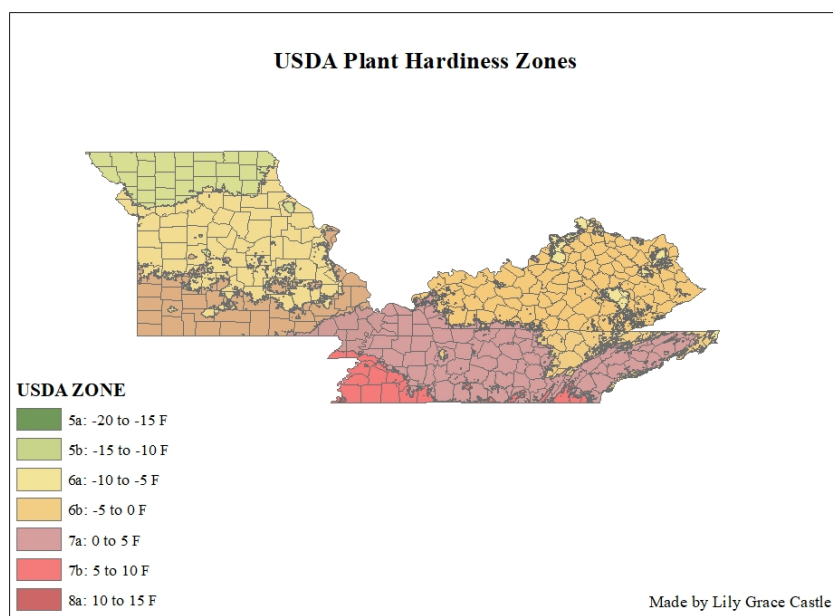 USDA Plant Hardiness Zones
USDA ZONE
5a: -20 to -15 F
5b: -15 to -10 F
6a: -10 to -5 F
6b: -5 to 0 F
7a: 0 to 5 F
7b: 5 to 10 F
8a: 10 to 15 F
Made by Lily Grace Castle